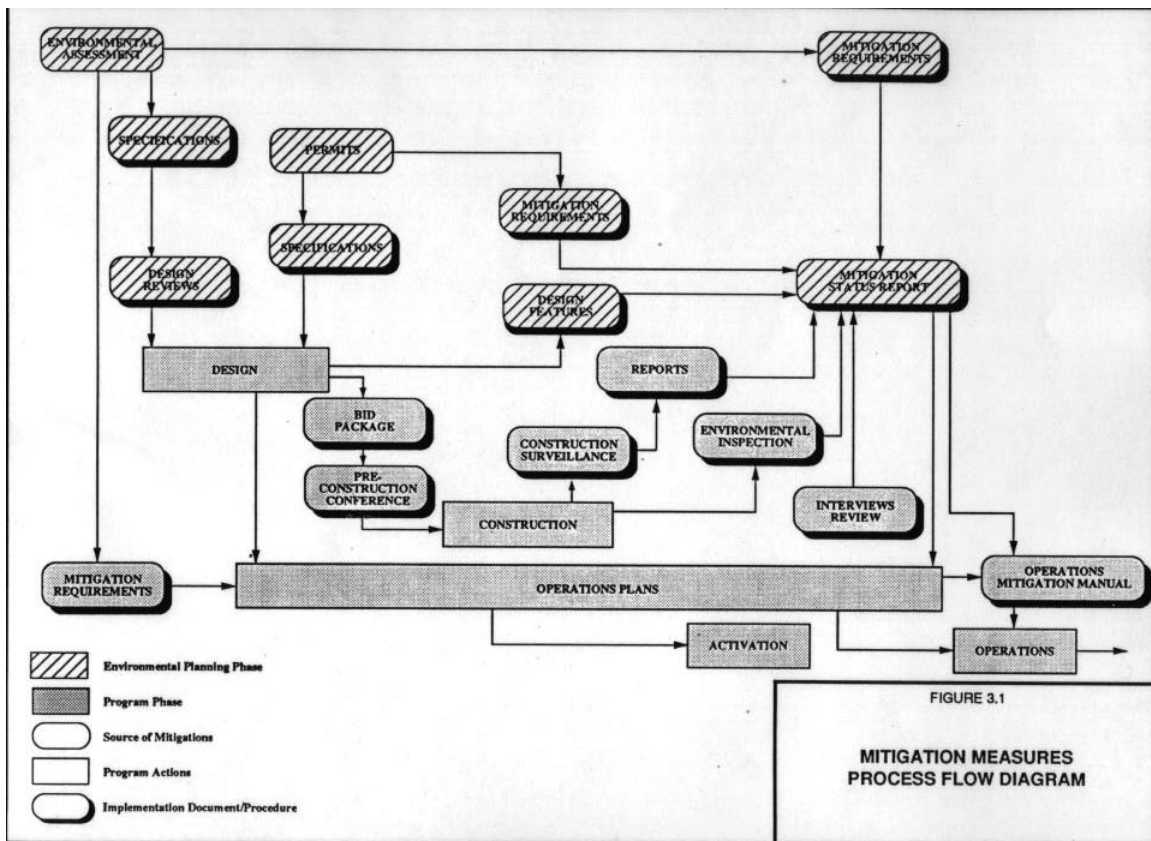 ENVIRONMENTAL
ASSESSMENT
MITIGATION
REQUIREMENTS
SPECIFICATIONS
PERMITS
MITIGATION
REQUIREMENTS
SPECIFICATIONS
DESIGN
REVIEWS
MITIGATION
STATUS REPORT
DESIGN
FEATURES
DESIGN
REPORTS
BID
PACKAGE
CONSTRUCTION
SURVEILLANCE
ENVIRONMENTAL
INSPECTION
PRE-
CONSTRUCTION
CONFERENCE
CONSTRUCTION
INTERVIEWS
REVIEW
MITIGATION
REQUIREMENTS
OPERATIONS PLANS
OPERATIONS
MITIGATION MANUAL
ACTIVATION
OPERATIONS
Environmental Planning Phase
Program Phase
Source of Mitigations
Program Actions
Implementation Document/Procedure
FIGURE 3.1
MITIGATION MEASURES
PROCESS FLOW DIAGRAM